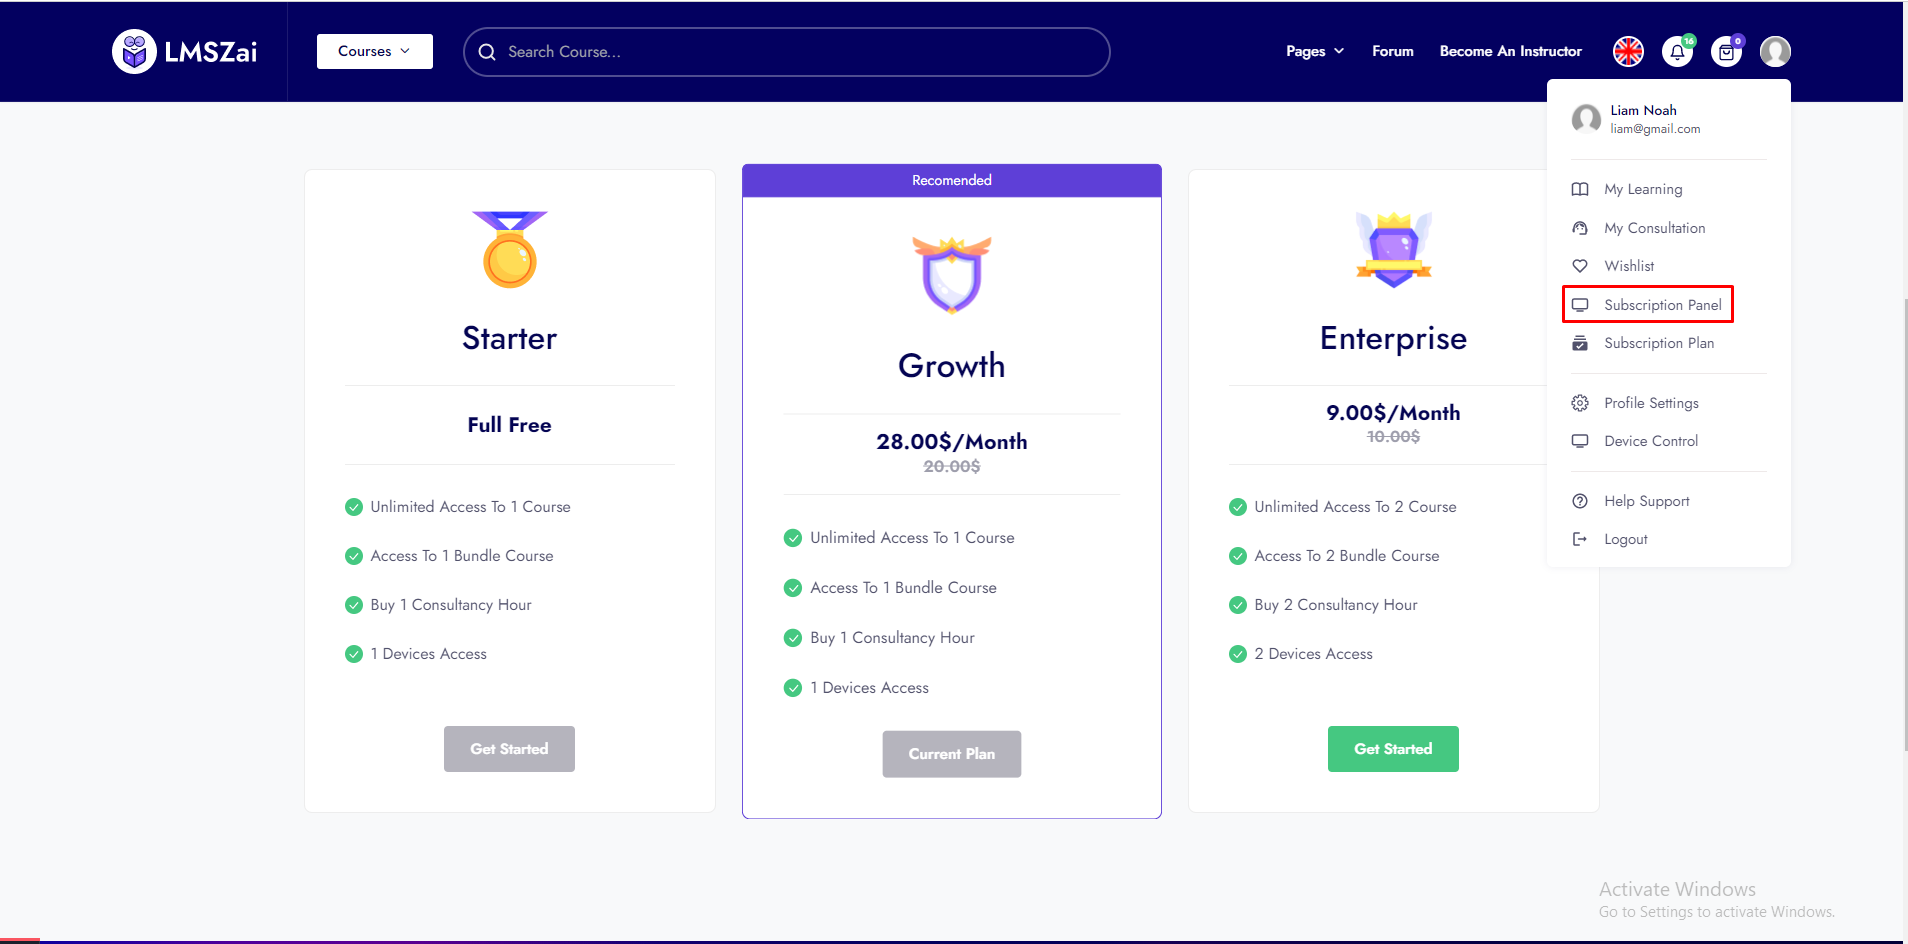 LMSZai
Courses
Search Course...
Pages
Forum
Become An Instructor
16
0
Liam Noah
liam@gmail.com
My Learning
My Consultation
Wishlist
Subscription Panel
Subscription Plan
Profile Settings
Device Control
Help Support
Logout
Starter
Full Free
Unlimited Access To 1 Course
Access To 1 Bundle Course
Buy 1 Consultancy Hour
1 Devices Access
Get Started
Recomended
Growth
28.00$/Month
20.00$
Unlimited Access To 1 Course
Access To 1 Bundle Course
Buy 1 Consultancy Hour
1 Devices Access
Current Plan
Enterprise
9.00$/Month
10.00$
Unlimited Access To 2 Course
Access To 2 Bundle Course
Buy 2 Consultancy Hour
2 Devices Access
Get Started
Activate Windows
Go to Settings to activate Windows.